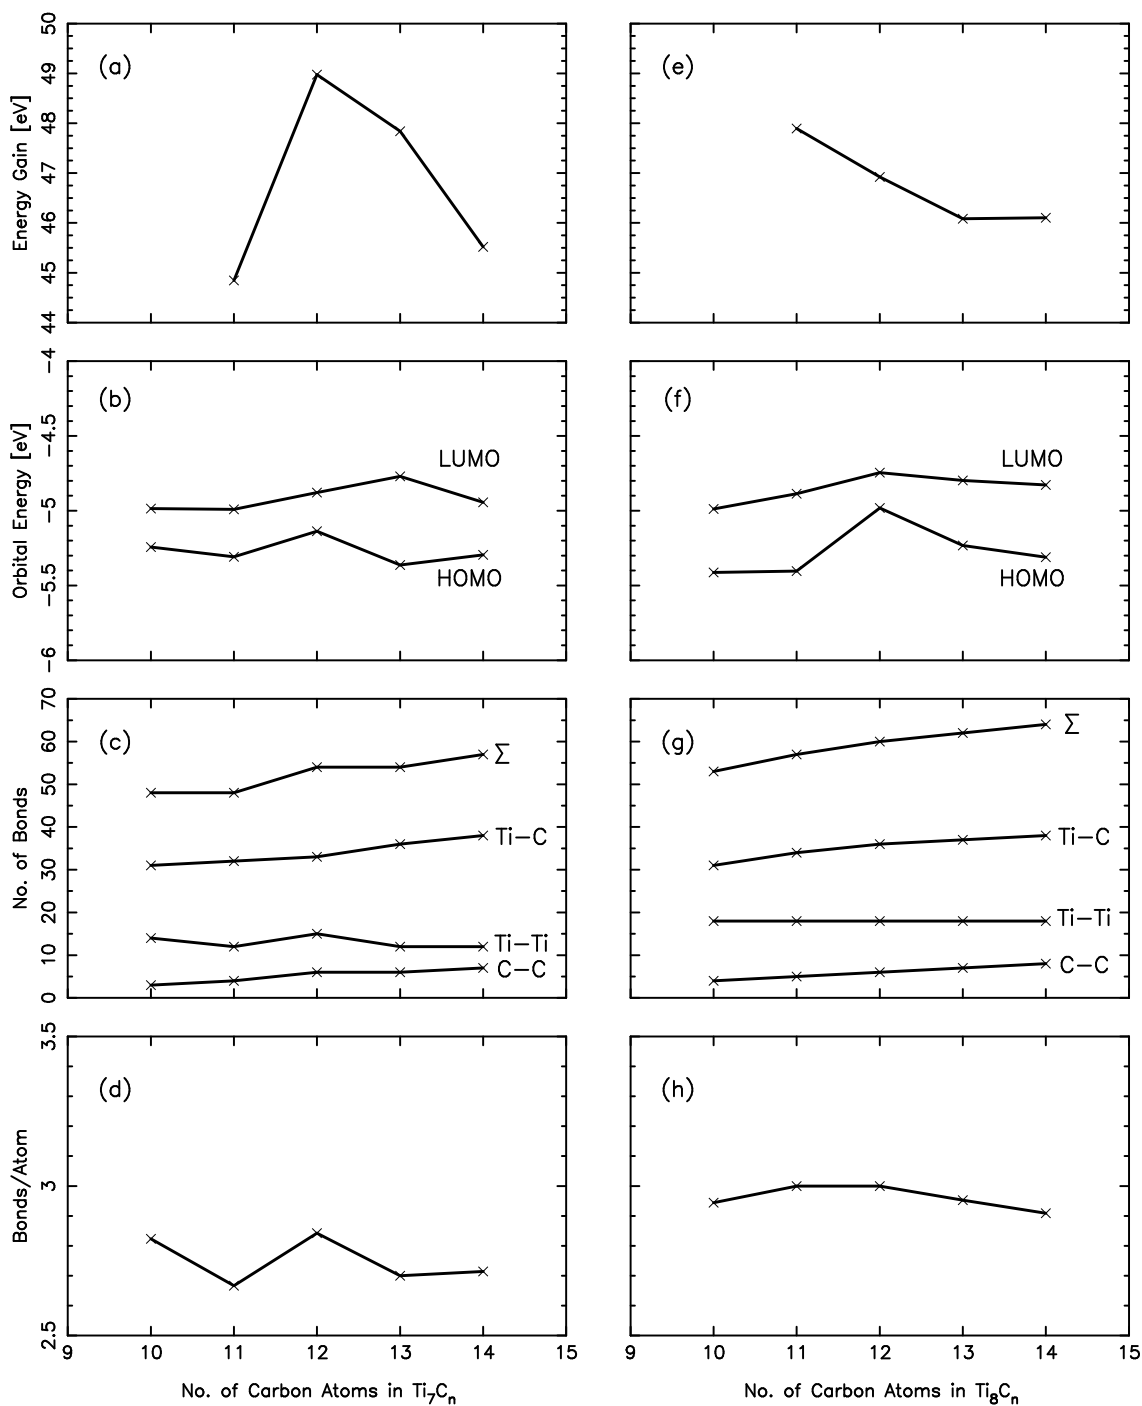 Energy Gain [eV]
50
49
48
47
46
45
44
(a)
(e)
Orbital Energy [eV]
−4
−4.5
−5
−5.5
−6
(b)
LUMO
HOMO
(f)
LUMO
HOMO
No. of Bonds
70
60
50
40
30
20
10
0
(c)
Σ
Ti−C
Ti−Ti
C−C
(g)
Σ
Ti−C
Ti−Ti
C−C
Bonds/Atom
3.5
3
2.5
(d)
(h)
9 10 11 12 13 14 15
9 10 11 12 13 14 15
No. of Carbon Atoms in Ti₇Cₙ
No. of Carbon Atoms in Ti₈Cₙ